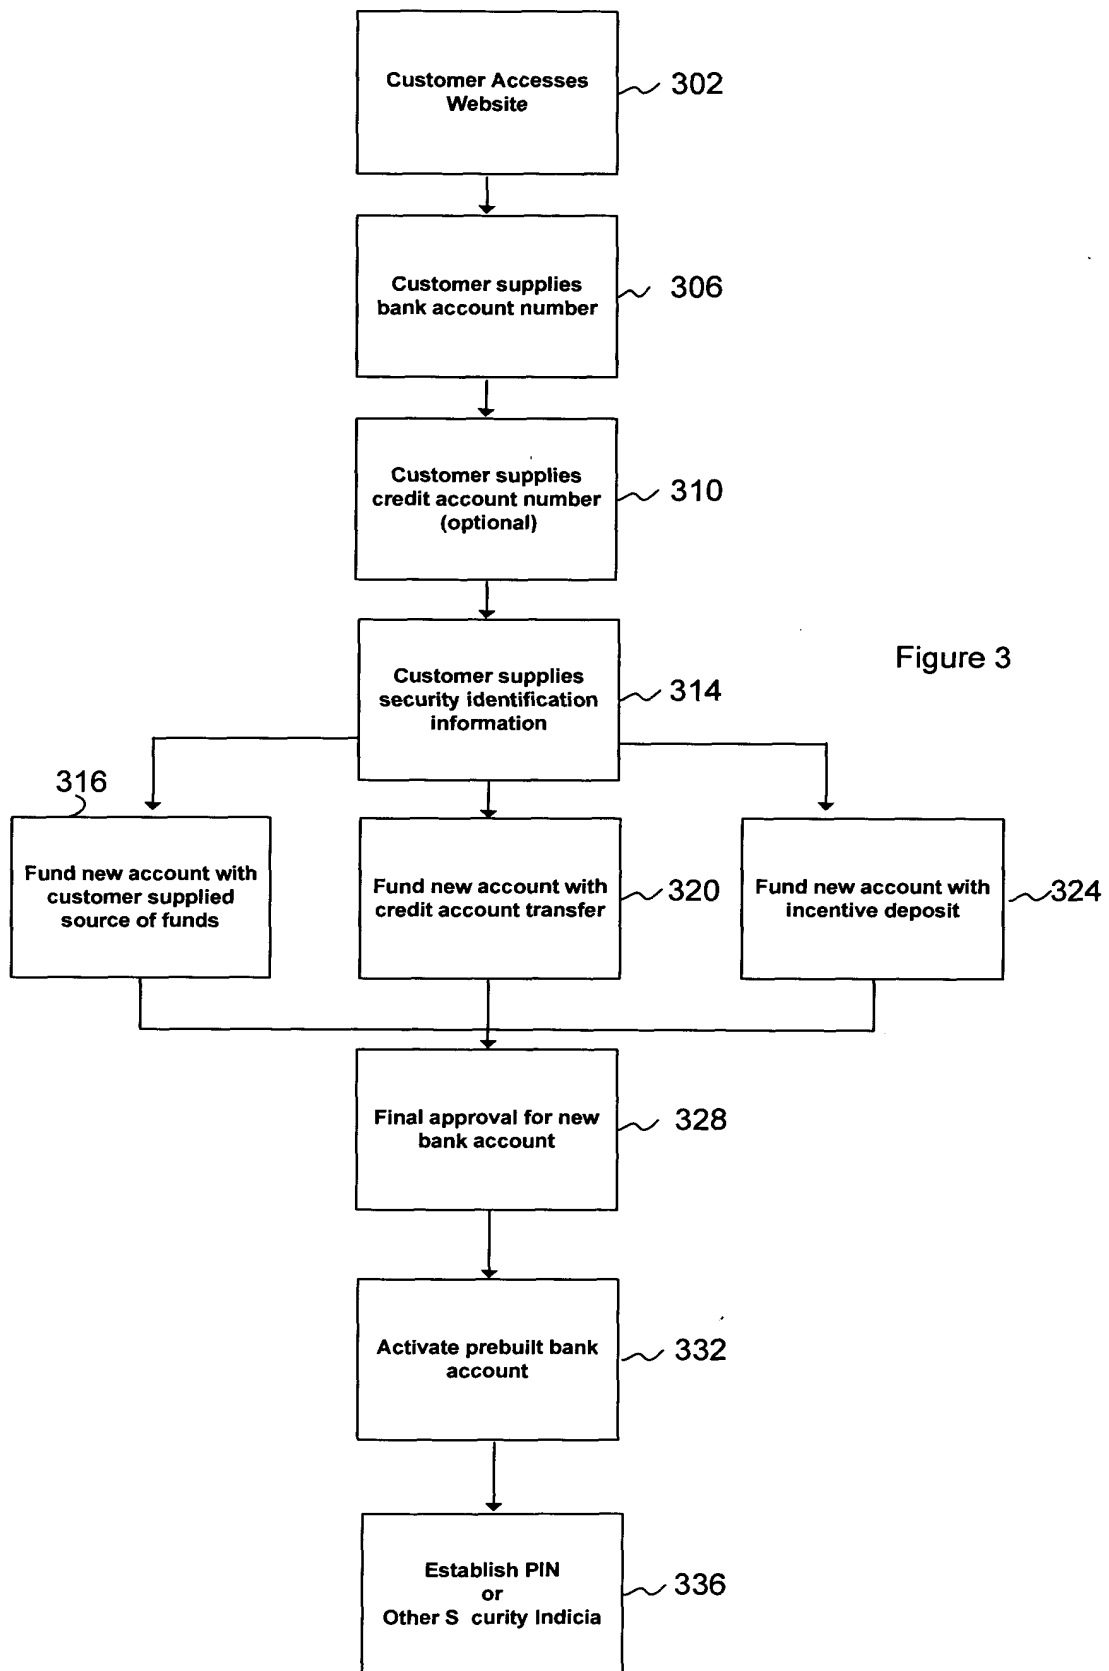 Customer Accesses
Website
302
Customer supplies
bank account number
306
Customer supplies
credit account number
(optional)
310
Figure 3
Customer supplies
security identification
information
314
316
Fund new account with
customer supplied
source of funds
Fund new account with
credit account transfer
320
Fund new account with
incentive deposit
324
Final approval for new
bank account
328
Activate prebuilt bank
account
332
Establish PIN
or
Other S curity Indicia
336